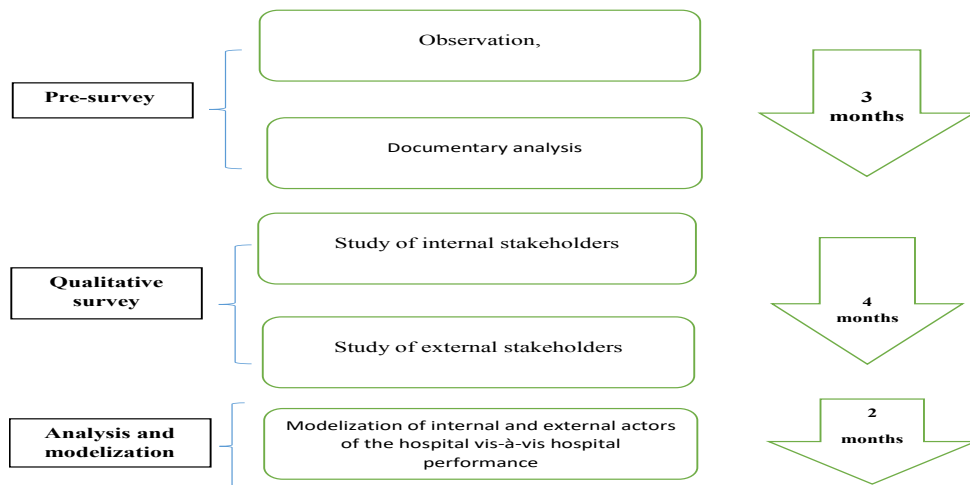 Observation,
Pre-survey
3
months
Documentary analysis
Study of internal stakeholders
Qualitative
survey
4
months
Study of external stakeholders
Analysis and
modelization
Modelization of internal and external actors
of the hospital vis-à-vis hospital
performance
2
months